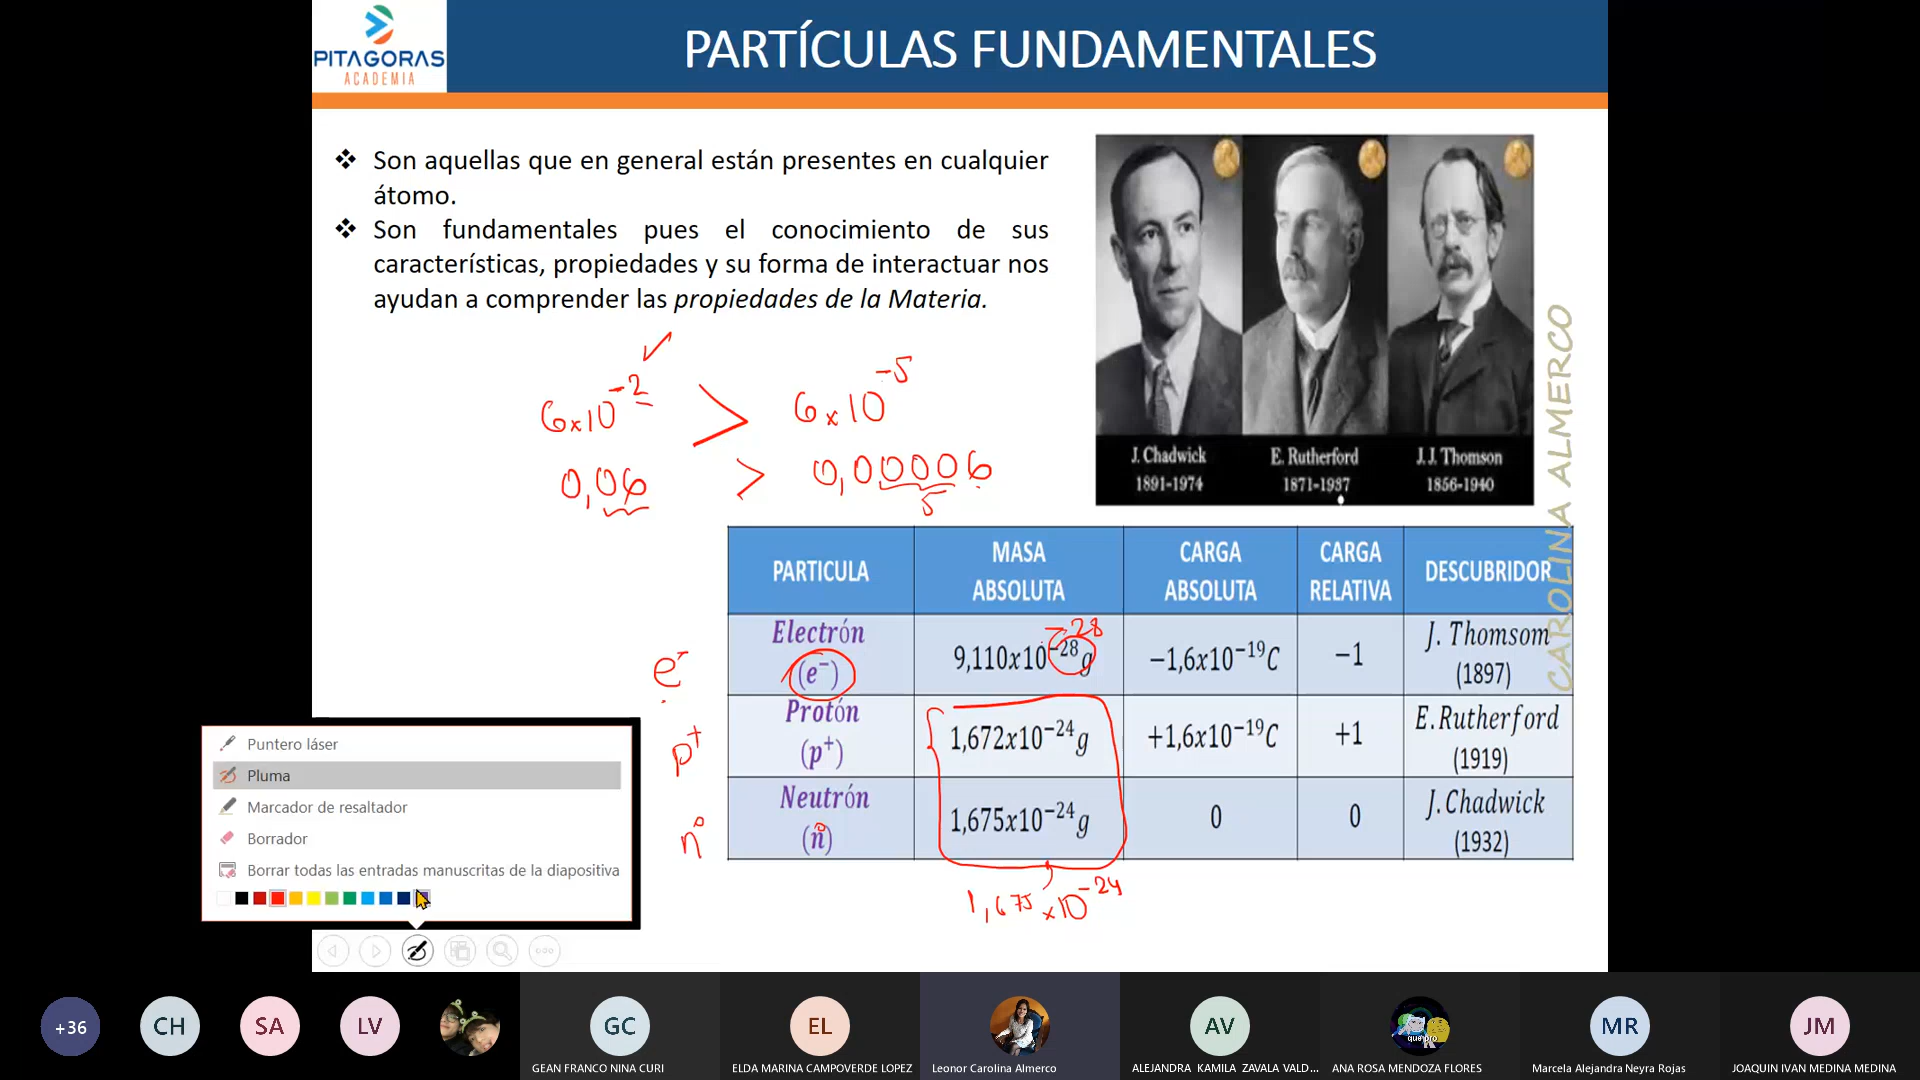 PITAGORAS
ACADEMIA
PARTÍCULAS FUNDAMENTALES
❖ Son aquellas que en general están presentes en cualquier
átomo.
❖ Son fundamentales pues el conocimiento de sus
características, propiedades y su forma de interactuar nos
ayudan a comprender las propiedades de la Materia.
J. Chadwick
1891-1974
E. Rutherford
1871-1937
J.J. Thomson
1856-1940
CAROLINA ALMERCO
6x10⁻² > 6x10⁻⁵
0,06 > 0,000006
5
PARTICULA MASA ABSOLUTA CARGA ABSOLUTA CARGA RELATIVA DESCUBRIDOR
Electrón (e⁻) 9,110x10⁻²⁸g −1,6x10⁻¹⁹C −1 J. Thomsom (1897)
−28
Protón (p⁺) 1,672x10⁻²⁴g +1,6x10⁻¹⁹C +1 E.Rutherford (1919)
Neutrón (n°) 1,675x10⁻²⁴g 0 0 J.Chadwick (1932)
e⁻
p⁺
n°
1,675x10⁻²⁴
Puntero láser
Pluma
Marcador de resaltador
Borrador
Borrar todas las entradas manuscritas de la diapositiva
+36
CH
SA
LV
GC
GEAN FRANCO NINA CURI
EL
ELDA MARINA CAMPOVERDE LOPEZ
Leonor Carolina Almerco
AV
ALEJANDRA KAMILA ZAVALA VALD...
que pro
ANA ROSA MENDOZA FLORES
MR
Marcela Alejandra Neyra Rojas
JM
JOAQUIN IVAN MEDINA MEDINA